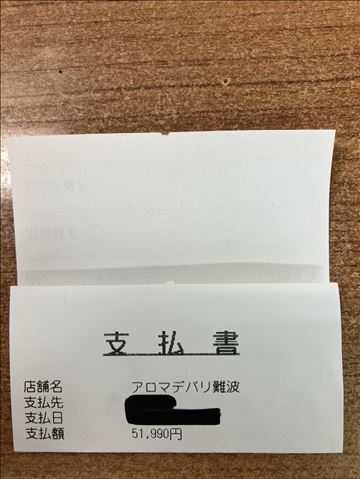 支払書
店舗名 アロマデバリ難波
支払先
支払日
支払額 51,990円